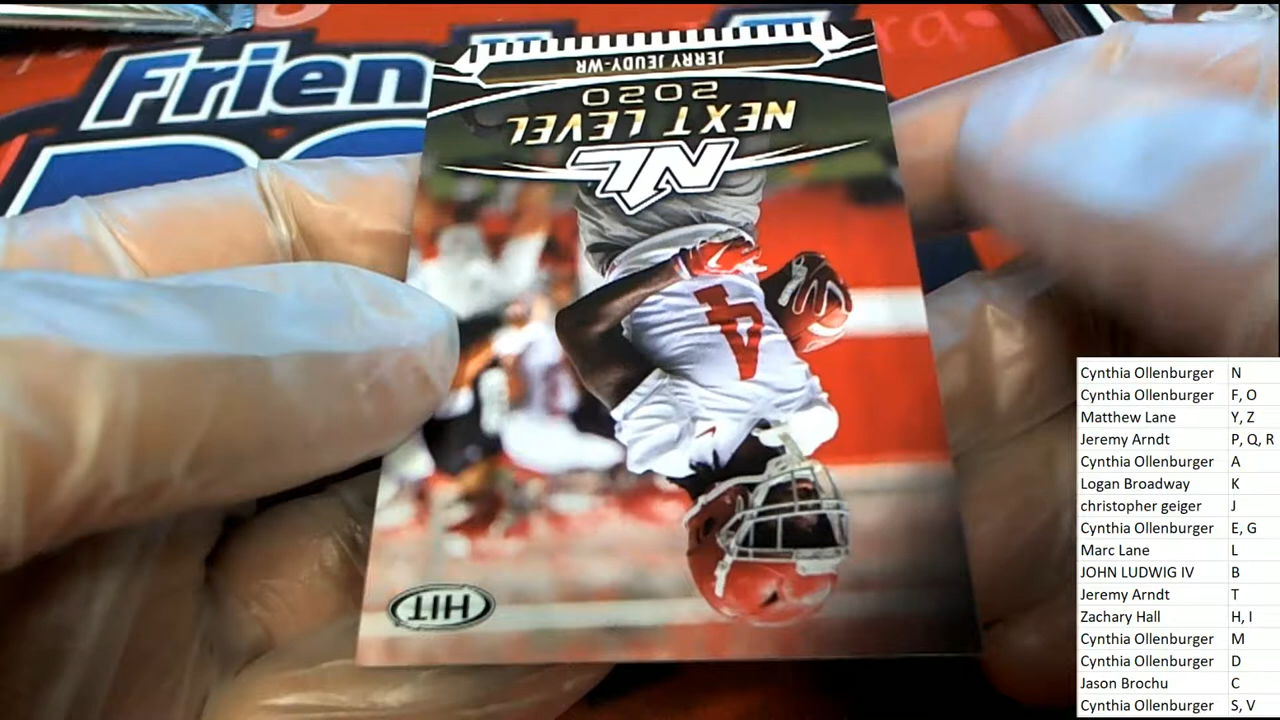 Frien
JERRY JEUDY-WR
2020
NEXT LEVEL
NL
4
HIT
Cynthia Ollenburger N
Cynthia Ollenburger F, O
Matthew Lane Y, Z
Jeremy Arndt P, Q, R
Cynthia Ollenburger A
Logan Broadway K
christopher geiger J
Cynthia Ollenburger E, G
Marc Lane L
JOHN LUDWIG IV B
Jeremy Arndt T
Zachary Hall H, I
Cynthia Ollenburger M
Cynthia Ollenburger D
Jason Brochu C
Cynthia Ollenburger S, V